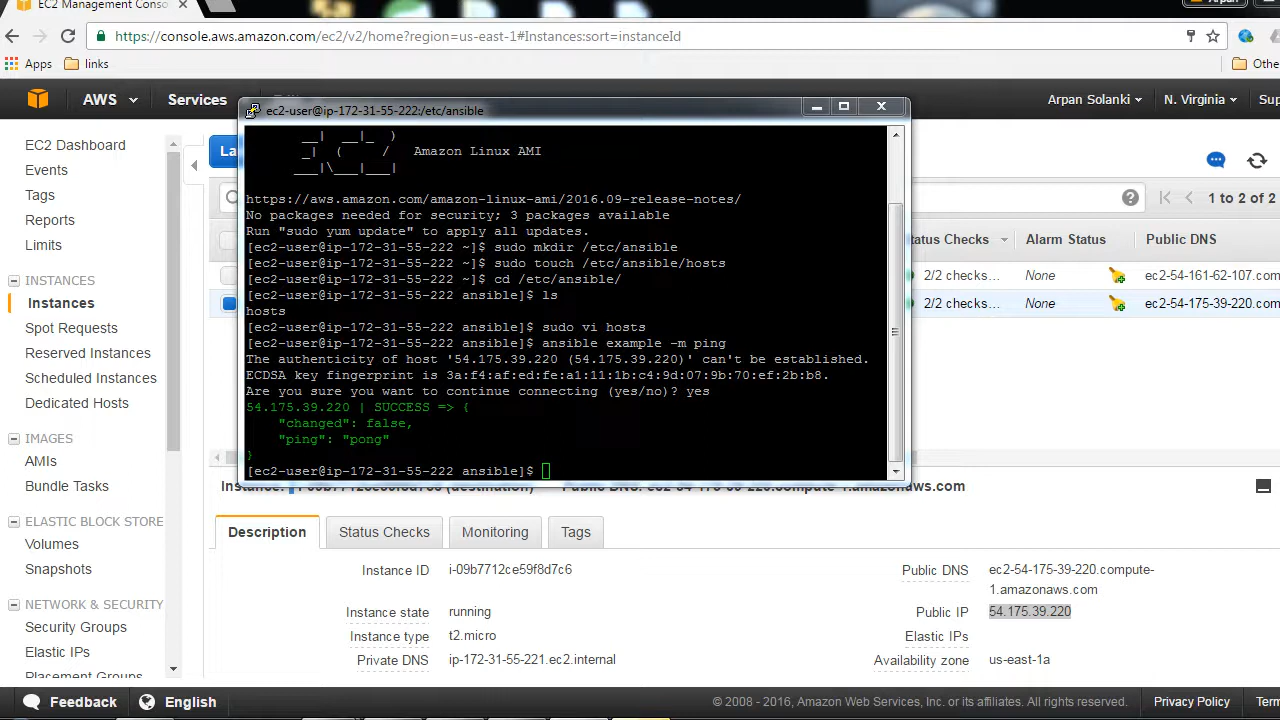 EC2 Management Conso
Arpan
https://console.aws.amazon.com/ec2/v2/home?region=us-east-1#Instances:sort=instanceId
Apps
links
Othe
AWS
Services
Arpan Solanki
N. Virginia
Sup
ec2-user@ip-172-31-55-222:/etc/ansible
__| __|_ )
_| ( / Amazon Linux AMI
___|\___|___|
https://aws.amazon.com/amazon-linux-ami/2016.09-release-notes/
No packages needed for security; 3 packages available
Run "sudo yum update" to apply all updates.
[ec2-user@ip-172-31-55-222 ~]$ sudo mkdir /etc/ansible
[ec2-user@ip-172-31-55-222 ~]$ sudo touch /etc/ansible/hosts
[ec2-user@ip-172-31-55-222 ~]$ cd /etc/ansible/
[ec2-user@ip-172-31-55-222 ansible]$ ls
hosts
[ec2-user@ip-172-31-55-222 ansible]$ sudo vi hosts
[ec2-user@ip-172-31-55-222 ansible]$ ansible example -m ping
The authenticity of host '54.175.39.220 (54.175.39.220)' can't be established.
ECDSA key fingerprint is 3a:f4:af:ed:fe:a1:11:1b:c4:9d:07:9b:70:ef:2b:b8.
Are you sure you want to continue connecting (yes/no)? yes
54.175.39.220 | SUCCESS => {
"changed": false,
"ping": "pong"
}
[ec2-user@ip-172-31-55-222 ansible]$
EC2 Dashboard
Events
Tags
Reports
Limits
INSTANCES
Instances
Spot Requests
Reserved Instances
Scheduled Instances
Dedicated Hosts
IMAGES
AMIs
Bundle Tasks
ELASTIC BLOCK STORE
Volumes
Snapshots
NETWORK & SECURITY
Security Groups
Elastic IPs
Placement Groups
La
1 to 2 of 2
tatus Checks
Alarm Status
Public DNS
2/2 checks...
None
ec2-54-161-62-107.com
2/2 checks...
None
ec2-54-175-39-220.com
Description
Status Checks
Monitoring
Tags
Instance ID
i-09b7712ce59f8d7c6
Instance state
running
Instance type
t2.micro
Private DNS
ip-172-31-55-221.ec2.internal
Public DNS
ec2-54-175-39-220.compute-
1.amazonaws.com
Public IP
54.175.39.220
Elastic IPs
Availability zone
us-east-1a
Feedback
English
© 2008 - 2016, Amazon Web Services, Inc. or its affiliates. All rights reserved.
Privacy Policy
Term